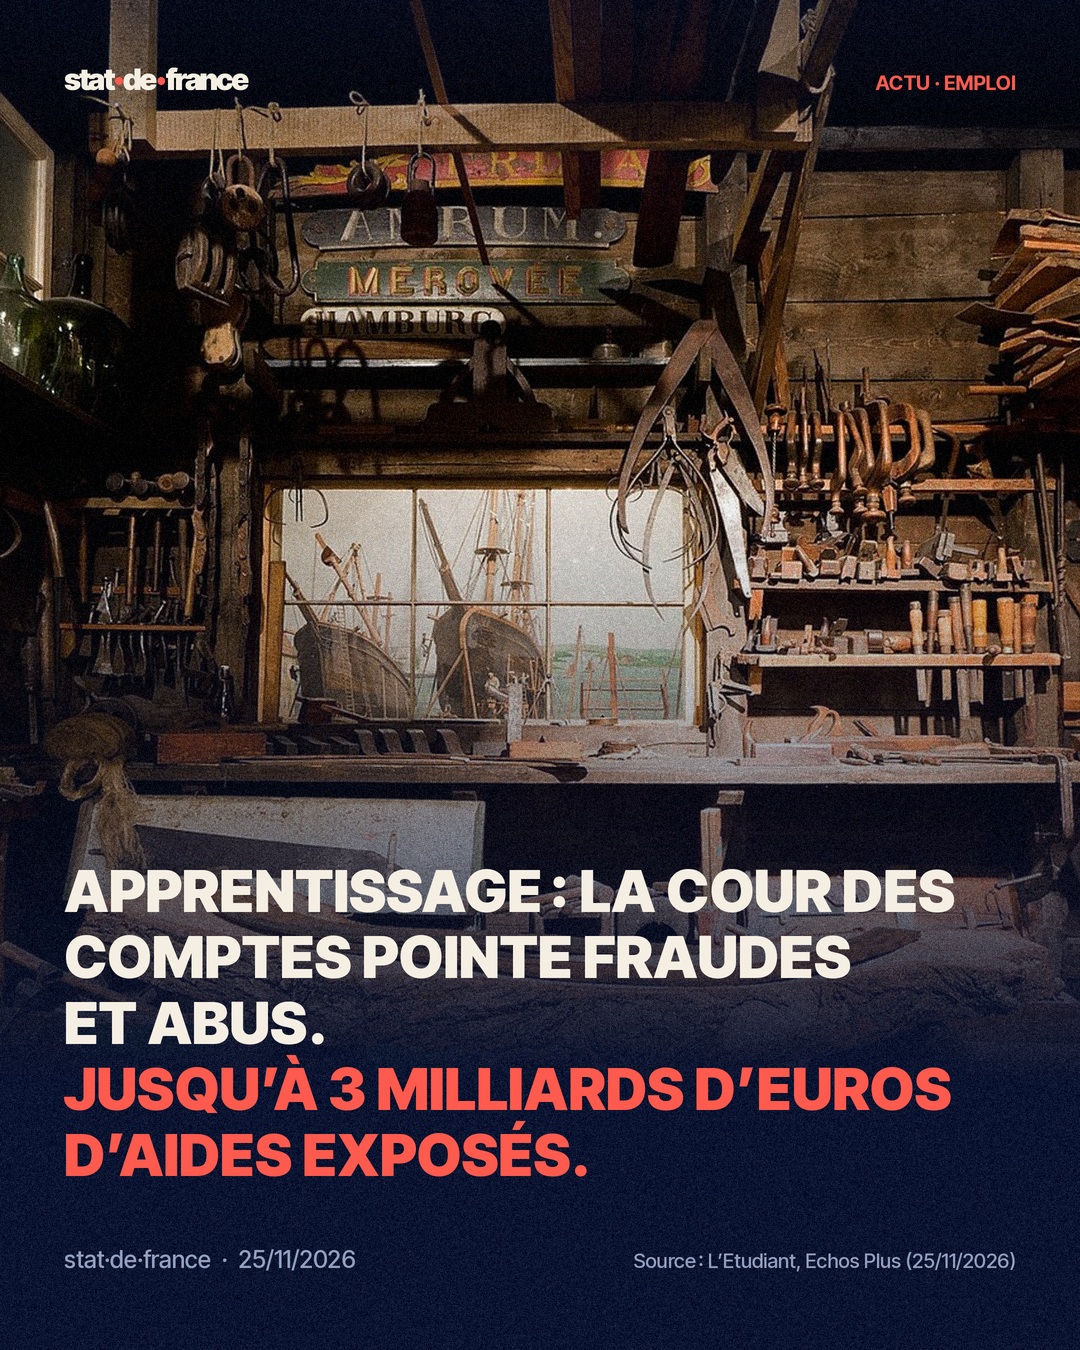 stat·de·france
ACTU · EMPLOI
AMRUM.
MEROVEE
HAMBURG
APPRENTISSAGE : LA COUR DES
COMPTES POINTE FRAUDES
ET ABUS.
JUSQU’À 3 MILLIARDS D’EUROS
D’AIDES EXPOSÉS.
stat·de·france · 25/11/2026
Source : L’Etudiant, Echos Plus (25/11/2026)